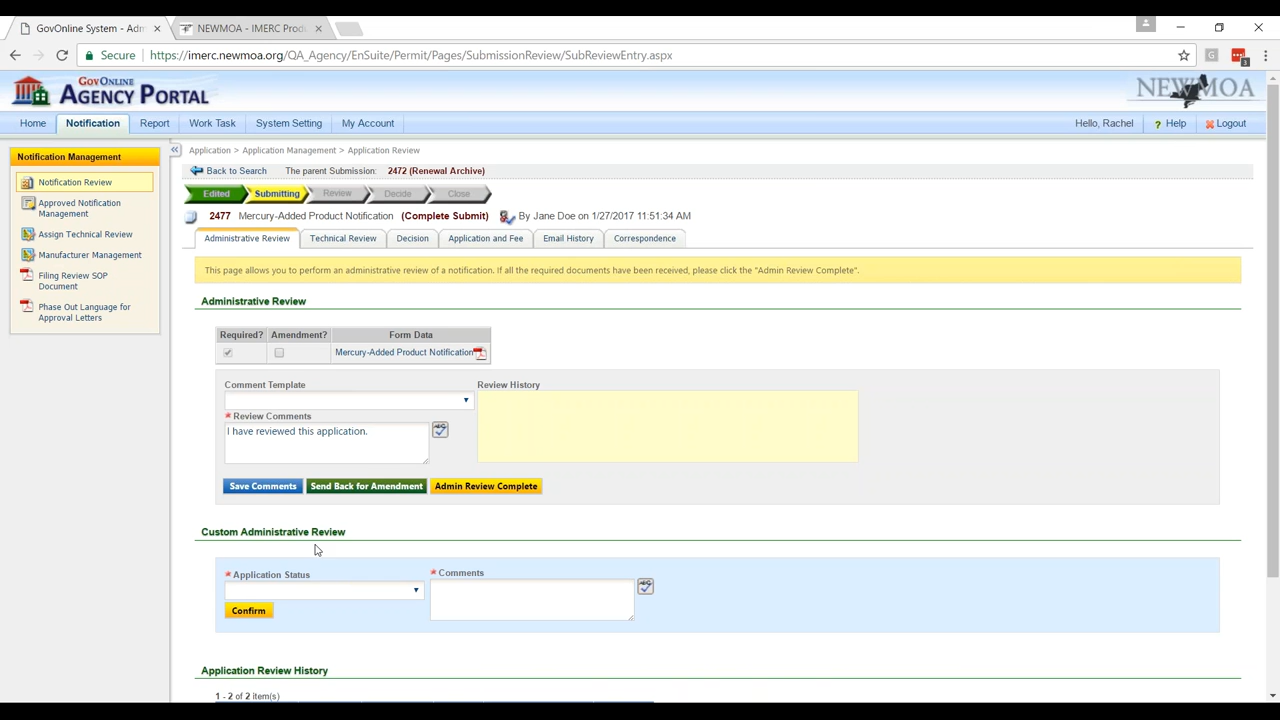 GovOnline System - Adm
NEWMOA - IMERC Produ
Secure
https://imerc.newmoa.org/QA_Agency/EnSuite/Permit/Pages/SubmissionReview/SubReviewEntry.aspx
GOVONLINE
AGENCY PORTAL
NEWMOA
Home
Notification
Report
Work Task
System Setting
My Account
Hello, Rachel
? Help
Logout
Notification Management
Notification Review
Approved Notification
Management
Assign Technical Review
Manufacturer Management
Filing Review SOP
Document
Phase Out Language for
Approval Letters
Application > Application Management > Application Review
Back to Search
The parent Submission: 2472 (Renewal Archive)
Edited
Submitting
Review
Decide
Close
2477 Mercury-Added Product Notification (Complete Submit) By Jane Doe on 1/27/2017 11:51:34 AM
Administrative Review
Technical Review
Decision
Application and Fee
Email History
Correspondence
This page allows you to perform an administrative review of a notification. If all the required documents have been received, please click the "Admin Review Complete".
Administrative Review
Required? Amendment? Form Data
Mercury-Added Product Notification
Comment Template
Review History
* Review Comments
I have reviewed this application.
Save Comments
Send Back for Amendment
Admin Review Complete
Custom Administrative Review
* Application Status
* Comments
Confirm
Application Review History
1 - 2 of 2 item(s)